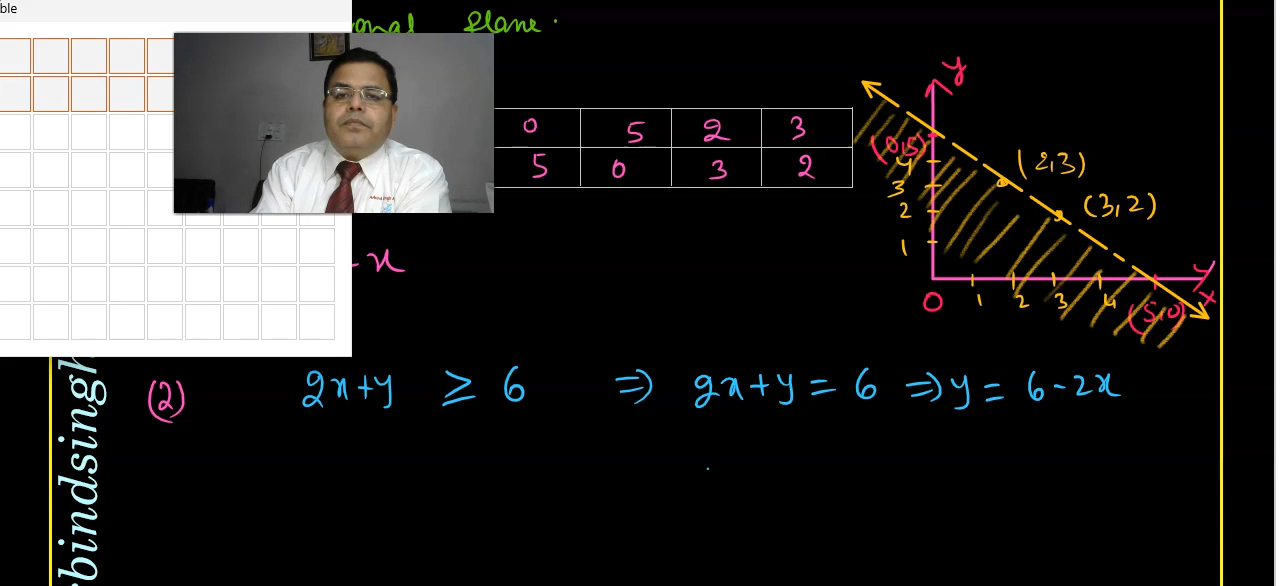 ble
onal plane.
0 5 2 3
5 0 3 2
- x
y
(0,5)
4
3
2
1
(2,3)
(3,2)
0 1 2 3 4 (5,0) x
(2) 2x+y ≥ 6 => 2x+y = 6 => y = 6-2x
bindsingh